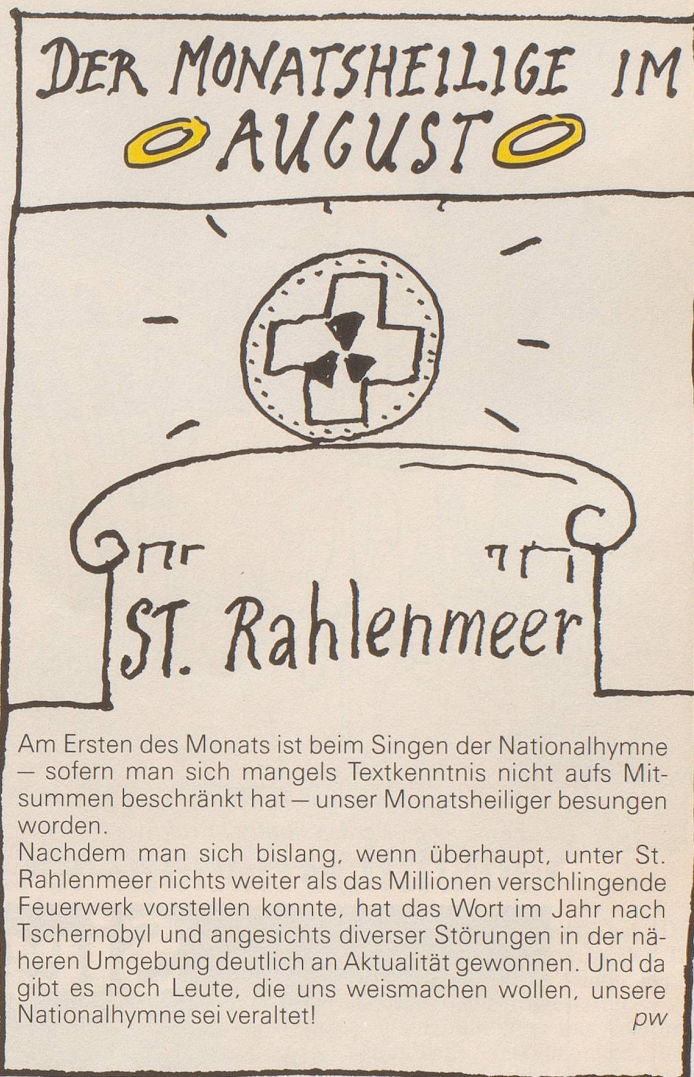 DER MONATSHEILIGE IM
AUGUST
ST. Rahlenmeer
Am Ersten des Monats ist beim Singen der Nationalhymne
— sofern man sich mangels Textkenntnis nicht aufs Mit-
summen beschränkt hat — unser Monatsheiliger besungen
worden.
Nachdem man sich bislang, wenn überhaupt, unter St.
Rahlenmeer nichts weiter als das Millionen verschlingende
Feuerwerk vorstellen konnte, hat das Wort im Jahr nach
Tschernobyl und angesichts diverser Störungen in der nä-
heren Umgebung deutlich an Aktualität gewonnen. Und da
gibt es noch Leute, die uns weismachen wollen, unsere
Nationalhymne sei veraltet! pw